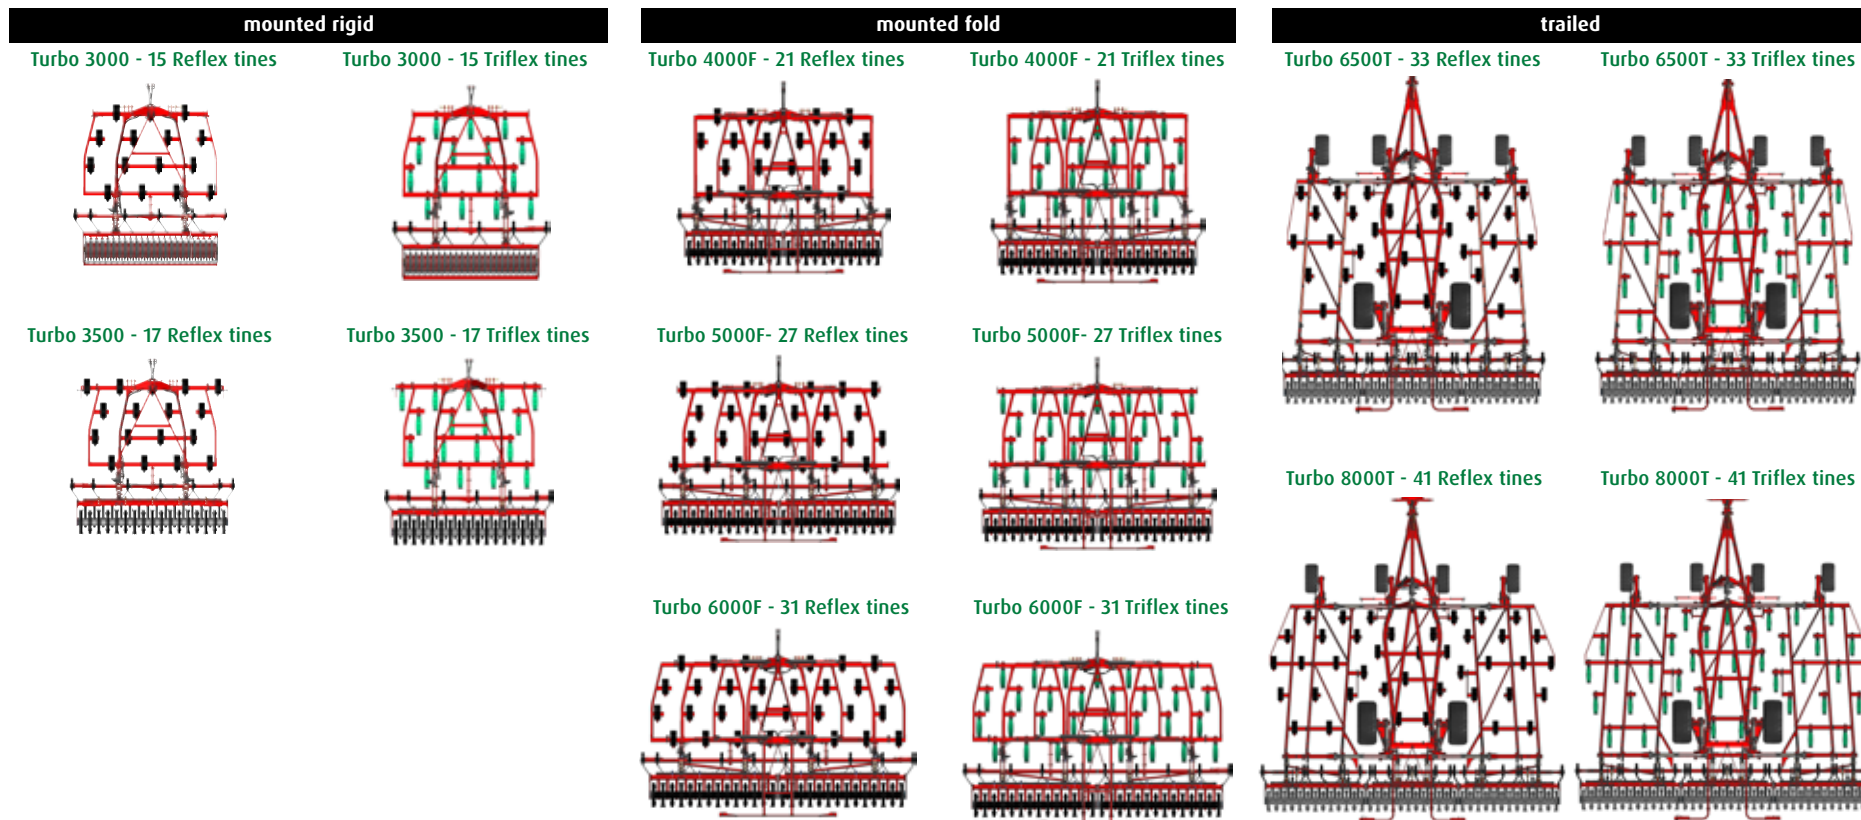 mounted rigid
mounted fold
trailed
Turbo 3000 - 15 Reflex tines
Turbo 3000 - 15 Triflex tines
Turbo 4000F - 21 Reflex tines
Turbo 4000F - 21 Triflex tines
Turbo 6500T - 33 Reflex tines
Turbo 6500T - 33 Triflex tines
Turbo 3500 - 17 Reflex tines
Turbo 3500 - 17 Triflex tines
Turbo 5000F- 27 Reflex tines
Turbo 5000F- 27 Triflex tines
Turbo 8000T - 41 Reflex tines
Turbo 8000T - 41 Triflex tines
Turbo 6000F - 31 Reflex tines
Turbo 6000F - 31 Triflex tines